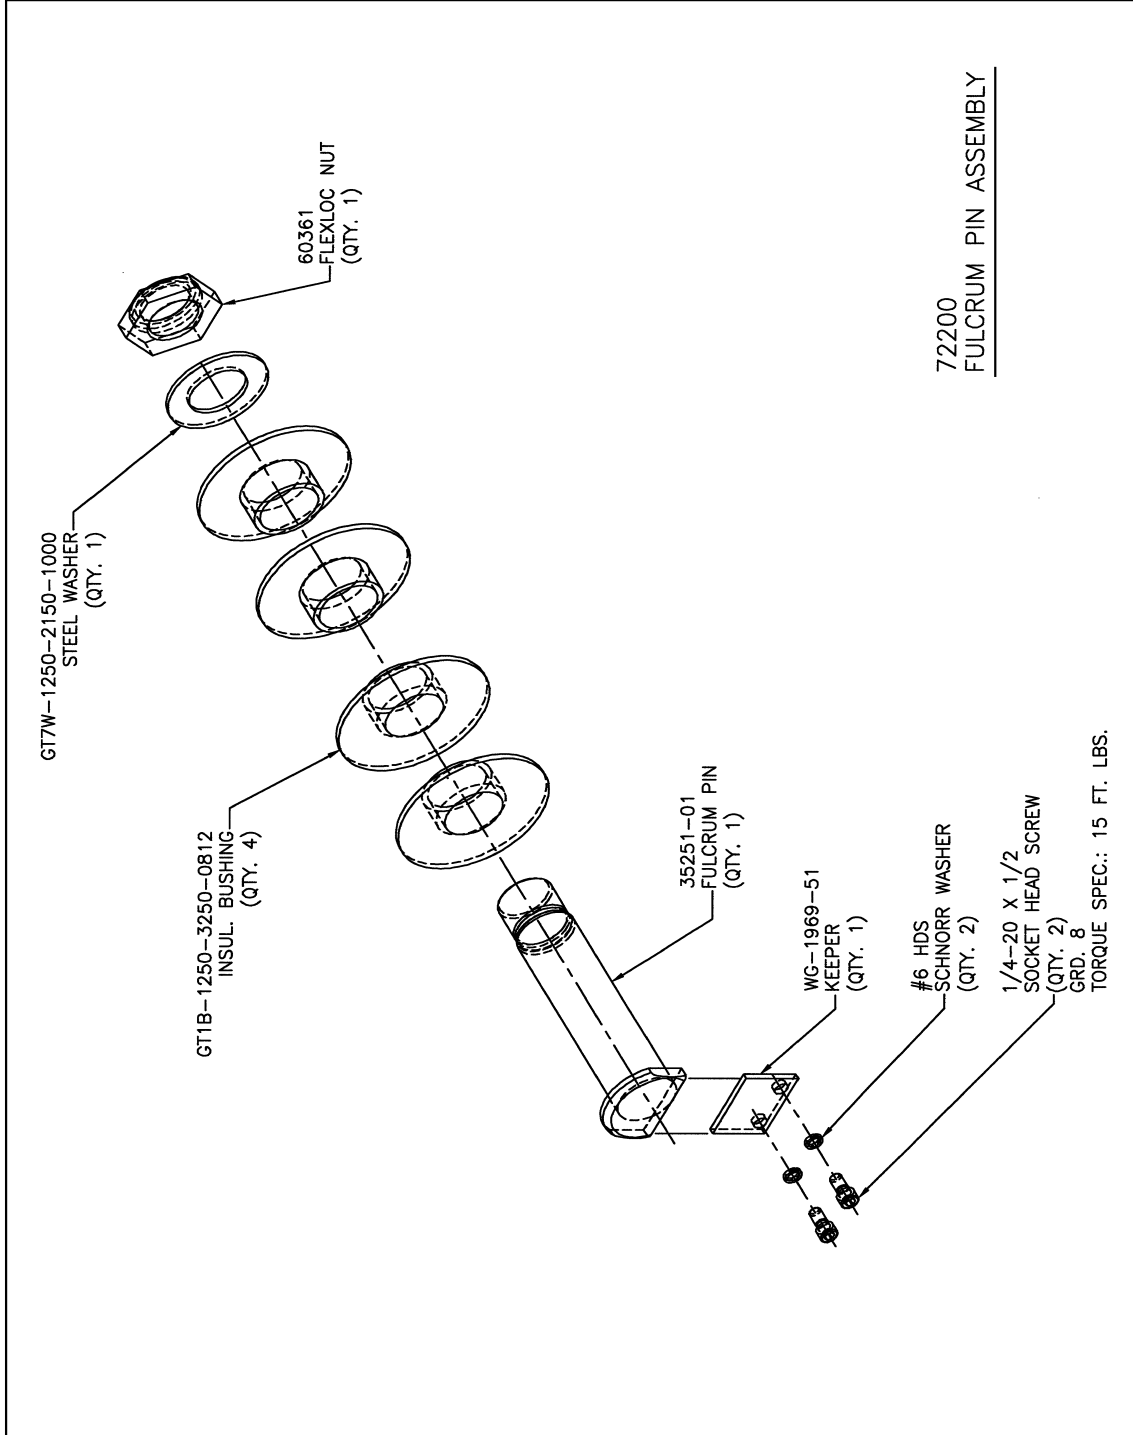 GT7W-1250-2150-1000
STEEL WASHER
(QTY. 1)
60361
FLEXLOC NUT
(QTY. 1)
GT1B-1250-3250-0812
INSUL. BUSHING
(QTY. 4)
35251-01
FULCRUM PIN
(QTY. 1)
WG-1969-51
KEEPER
(QTY. 1)
#6 HDS
SCHNORR WASHER
(QTY. 2)
1/4-20 X 1/2
SOCKET HEAD SCREW
(QTY. 2)
GRD. 8
TORQUE SPEC.: 15 FT. LBS.
72200
FULCRUM PIN ASSEMBLY